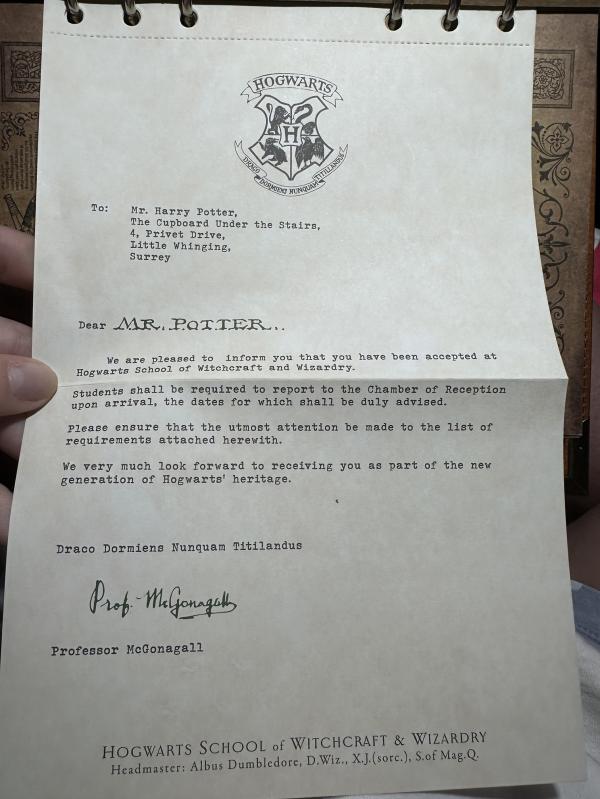 HOGWARTS
H
DRACO DORMIENS NUNQUAM TITILLANDUS
To: Mr. Harry Potter,
The Cupboard Under the Stairs,
4, Privet Drive,
Little Whinging,
Surrey
Dear MR. POTTER..
We are pleased to inform you that you have been accepted at
Hogwarts School of Witchcraft and Wizardry.
Students shall be required to report to the Chamber of Reception
upon arrival, the dates for which shall be duly advised.
Please ensure that the utmost attention be made to the list of
requirements attached herewith.
We very much look forward to receiving you as part of the new
generation of Hogwarts' heritage.
Draco Dormiens Nunquam Titilandus
Prof. McGonagall
Professor McGonagall
HOGWARTS SCHOOL of WITCHCRAFT & WIZARDRY
Headmaster: Albus Dumbledore, D.Wiz., X.J.(sorc.), S.of Mag.Q.